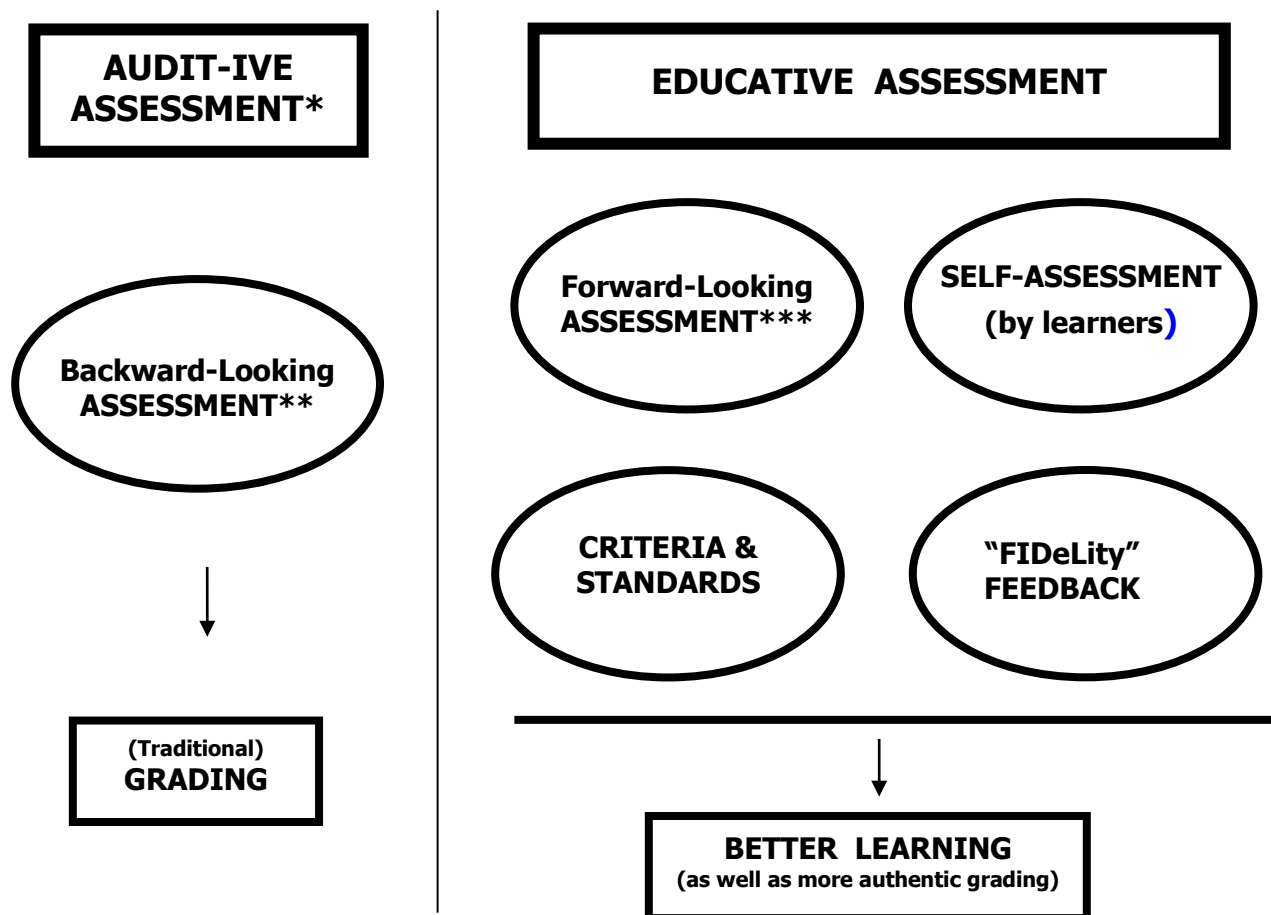 AUDIT-IVE
ASSESSMENT*
Backward-Looking
ASSESSMENT**
(Traditional)
GRADING
EDUCATIVE ASSESSMENT
Forward-Looking
ASSESSMENT***
SELF-ASSESSMENT
(by learners)
CRITERIA &
STANDARDS
“FIDeLity”
FEEDBACK
BETTER LEARNING
(as well as more authentic grading)